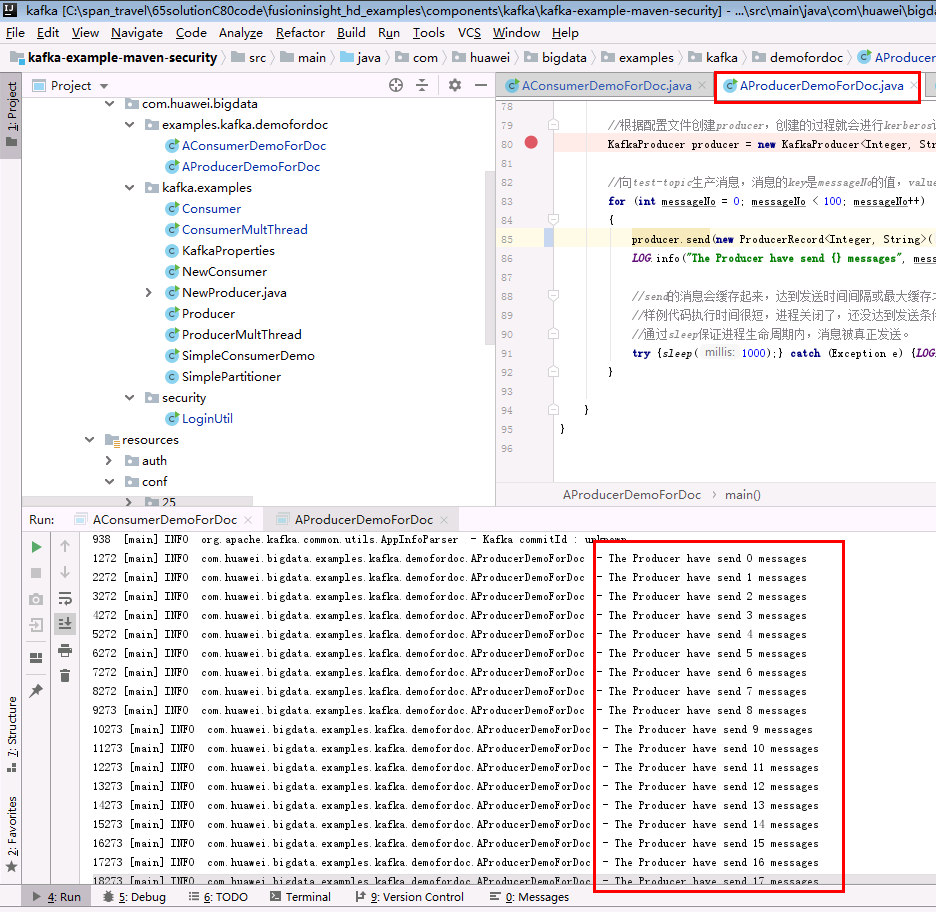 kafka [C:\span_travel\65solutionC80code\fusioninsight_hd_examples\components\kafka\kafka-example-maven-security] - ...\src\main\java\com\huawei\bigda
File Edit View Navigate Code Analyze Refactor Build Run Tools VCS Window Help
kafka-example-maven-security src main java com huawei bigdata examples kafka demofordoc AProducer
1: Project
Project
AConsumerDemoForDoc.java
AProducerDemoForDoc.java
com.huawei.bigdata
examples.kafka.demofordoc
AConsumerDemoForDoc
AProducerDemoForDoc
kafka.examples
Consumer
ConsumerMultThread
KafkaProperties
NewConsumer
NewProducer.java
Producer
ProducerMultThread
SimpleConsumerDemo
SimplePartitioner
security
LoginUtil
resources
auth
conf
25
78
79 //根据配置文件创建producer，创建的过程就会进行kerberos
80 KafkaProducer producer = new KafkaProducer<Integer, Str
81
82 //向test-topic生产消息，消息的key是messageNo的值，value
83 for (int messageNo = 0; messageNo < 100; messageNo++)
84 {
85 producer.send(new ProducerRecord<Integer, String>(
86 LOG.info("The Producer have send {} messages", mess
87
88 //send的消息会缓存起来，达到发送时间间隔或最大缓存
89 //样例代码执行时间很短，进程关闭了，还没达到发送条件
90 //通过sleep保证进程生命周期内，消息被真正发送。
91 try {sleep( millis: 1000);} catch (Exception e) {LOG
92 }
93
94 }
95 }
96
AProducerDemoForDoc › main()
Run: AConsumerDemoForDoc AProducerDemoForDoc
938 [main] INFO org.apache.kafka.common.utils.AppInfoParser - Kafka commitId : unknown
1272 [main] INFO com.huawei.bigdata.examples.kafka.demofordoc.AProducerDemoForDoc - The Producer have send 0 messages
2272 [main] INFO com.huawei.bigdata.examples.kafka.demofordoc.AProducerDemoForDoc - The Producer have send 1 messages
3272 [main] INFO com.huawei.bigdata.examples.kafka.demofordoc.AProducerDemoForDoc - The Producer have send 2 messages
4272 [main] INFO com.huawei.bigdata.examples.kafka.demofordoc.AProducerDemoForDoc - The Producer have send 3 messages
5272 [main] INFO com.huawei.bigdata.examples.kafka.demofordoc.AProducerDemoForDoc - The Producer have send 4 messages
6272 [main] INFO com.huawei.bigdata.examples.kafka.demofordoc.AProducerDemoForDoc - The Producer have send 5 messages
7272 [main] INFO com.huawei.bigdata.examples.kafka.demofordoc.AProducerDemoForDoc - The Producer have send 6 messages
8272 [main] INFO com.huawei.bigdata.examples.kafka.demofordoc.AProducerDemoForDoc - The Producer have send 7 messages
9273 [main] INFO com.huawei.bigdata.examples.kafka.demofordoc.AProducerDemoForDoc - The Producer have send 8 messages
10273 [main] INFO com.huawei.bigdata.examples.kafka.demofordoc.AProducerDemoForDoc - The Producer have send 9 messages
11273 [main] INFO com.huawei.bigdata.examples.kafka.demofordoc.AProducerDemoForDoc - The Producer have send 10 messages
12273 [main] INFO com.huawei.bigdata.examples.kafka.demofordoc.AProducerDemoForDoc - The Producer have send 11 messages
13273 [main] INFO com.huawei.bigdata.examples.kafka.demofordoc.AProducerDemoForDoc - The Producer have send 12 messages
14273 [main] INFO com.huawei.bigdata.examples.kafka.demofordoc.AProducerDemoForDoc - The Producer have send 13 messages
15273 [main] INFO com.huawei.bigdata.examples.kafka.demofordoc.AProducerDemoForDoc - The Producer have send 14 messages
16273 [main] INFO com.huawei.bigdata.examples.kafka.demofordoc.AProducerDemoForDoc - The Producer have send 15 messages
17273 [main] INFO com.huawei.bigdata.examples.kafka.demofordoc.AProducerDemoForDoc - The Producer have send 16 messages
18273 [main] INFO com.huawei.bigdata.examples.kafka.demofordoc.AProducerDemoForDoc - The Producer have send 17 messages
7: Structure
2: Favorites
4: Run 5: Debug 6: TODO Terminal 9: Version Control 0: Messages